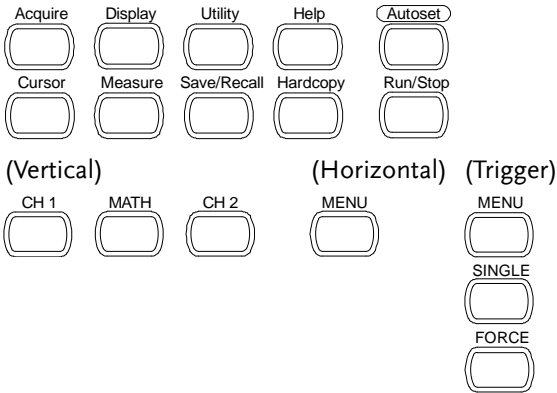 Acquire Display Utility Help Autoset
Cursor Measure Save/Recall Hardcopy Run/Stop
(Vertical) (Horizontal) (Trigger)
CH 1 MATH CH 2 MENU MENU
SINGLE
FORCE